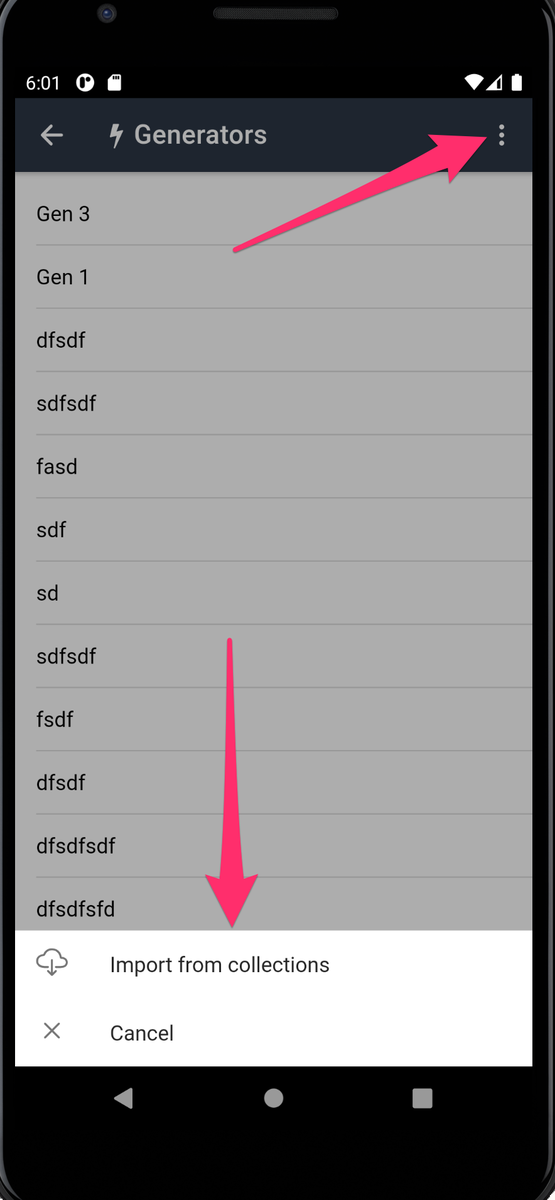 6:01
Generators
Gen 3
Gen 1
dfsdf
sdfsdf
fasd
sdf
sd
sdfsdf
fsdf
dfsdf
dfsdfsdf
dfsdfsfd
Import from collections
Cancel